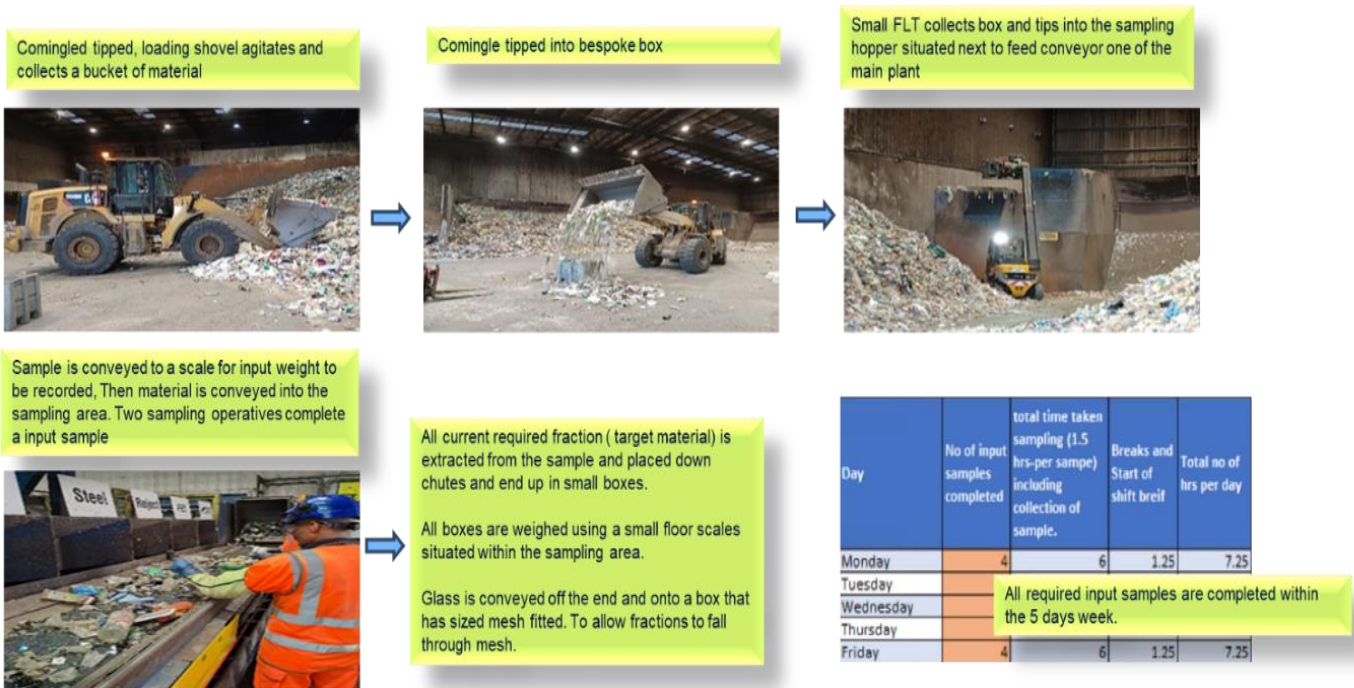 Comingled tipped, loading shovel agitates and
collects a bucket of material
Comingle tipped into bespoke box
Small FLT collects box and tips into the sampling
hopper situated next to feed conveyor one of the
main plant
Sample is conveyed to a scale for input weight to
be recorded, Then material is conveyed into the
sampling area. Two sampling operatives complete
a input sample
Steel
Reject
All current required fraction ( target material) is
extracted from the sample and placed down
chutes and end up in small boxes.
All boxes are weighed using a small floor scales
situated within the sampling area.
Glass is conveyed off the end and onto a box that
has sized mesh fitted. To allow fractions to fall
through mesh.
Day
No of input
samples
completed
total time taken
sampling (1.5
hrs-per sampe)
including
collection of
sample.
Breaks and
Start of
shift breif
Total no of
hrs per day
Monday 4 6 1.25 7.25
Tuesday
Wednesday
Thursday
Friday 4 6 1.25 7.25
All required input samples are completed within
the 5 days week.